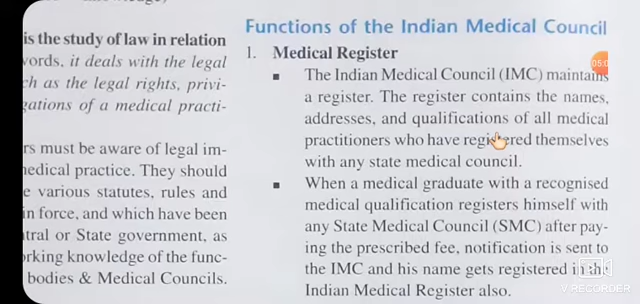 is the study of law in relation
words, it deals with the legal
ch as the legal rights, privi-
gations of a medical practi-
rs must be aware of legal im-
medical practice. They should
e various statutes, rules and
in force, and which have been
ntral or State government, as
orking knowledge of the func-
bodies & Medical Councils.
Functions of the Indian Medical Council
1. Medical Register
▪ The Indian Medical Council (IMC) maintains
a register. The register contains the names,
addresses, and qualifications of all medical
practitioners who have registered themselves
with any state medical council.
▪ When a medical graduate with a recognised
medical qualification registers himself with
any State Medical Council (SMC) after pay-
ing the prescribed fee, notification is sent to
the IMC and his name gets registered in the
Indian Medical Register also.
05:0
V RECORDER